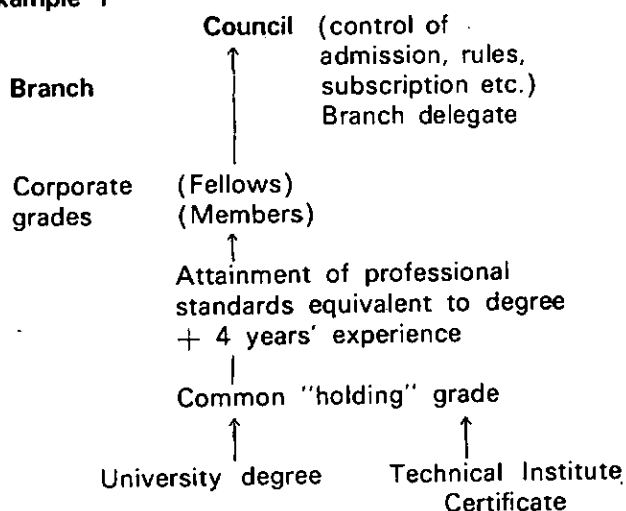 xample 1
Council (control of
admission, rules,
Branch subscription etc.)
Branch delegate
Corporate (Fellows)
grades (Members)
Attainment of professional
standards equivalent to degree
+ 4 years' experience
Common "holding" grade
University degree Technical Institute
Certificate